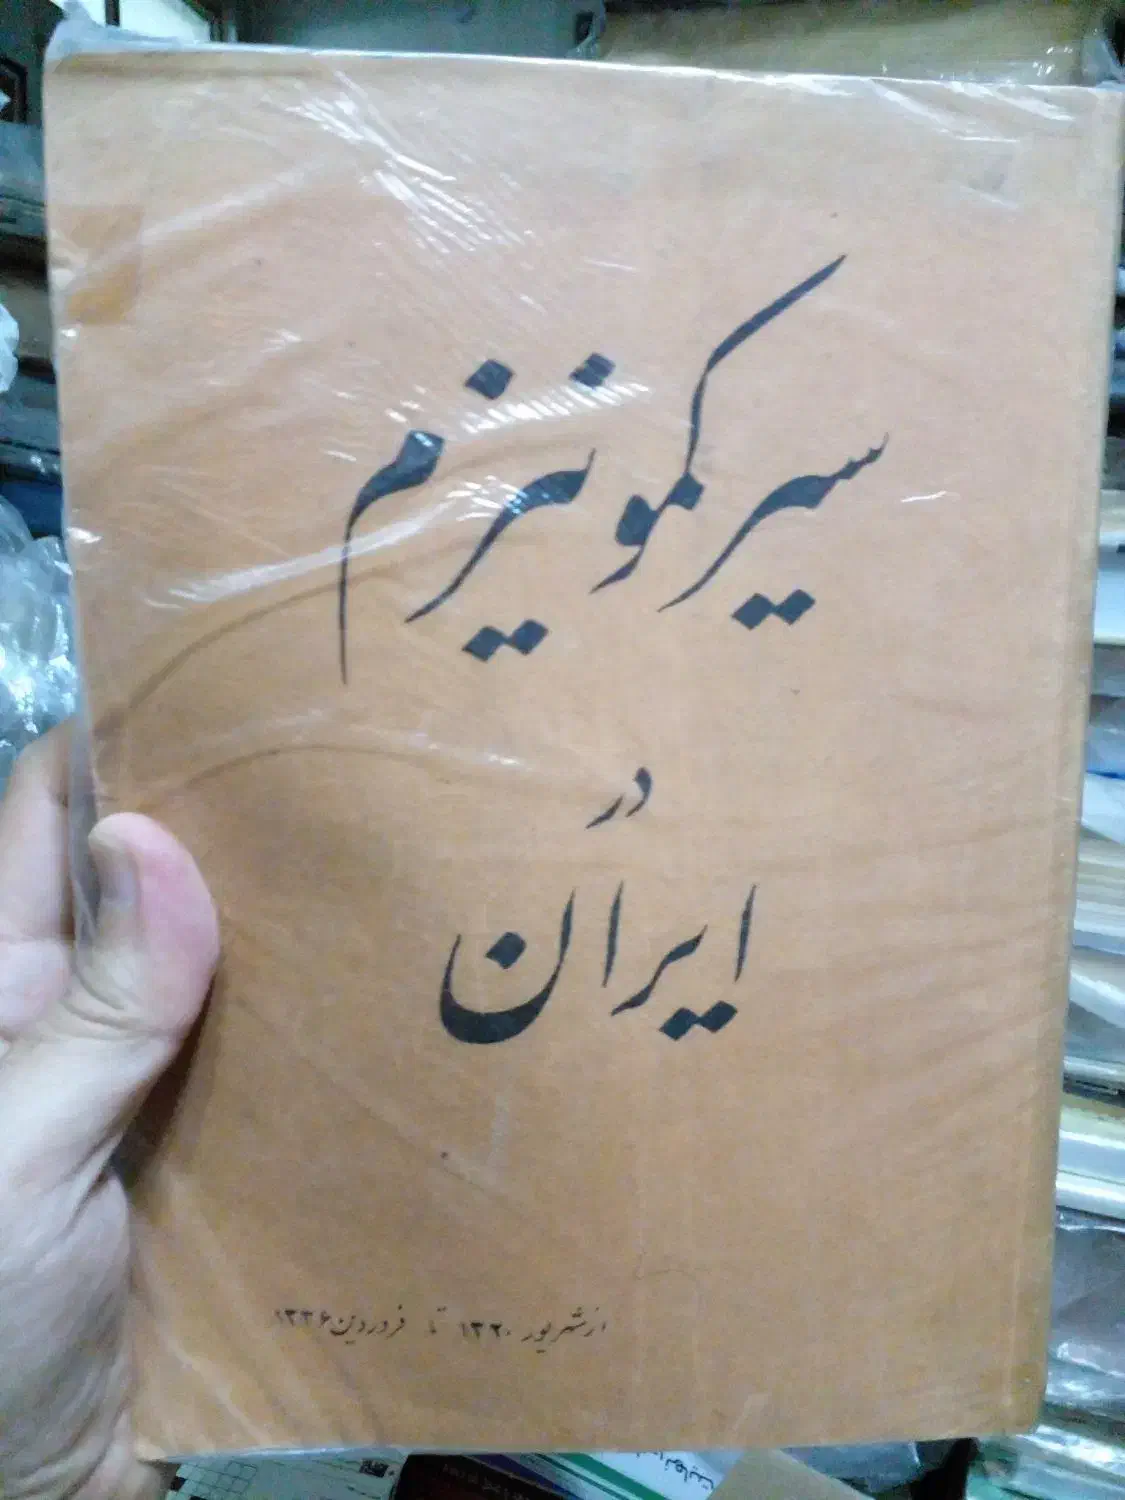 سیر کمونیزم
در
ایران
از شهریور ۱۳۲۰ تا فروردین ۱۳۳۶